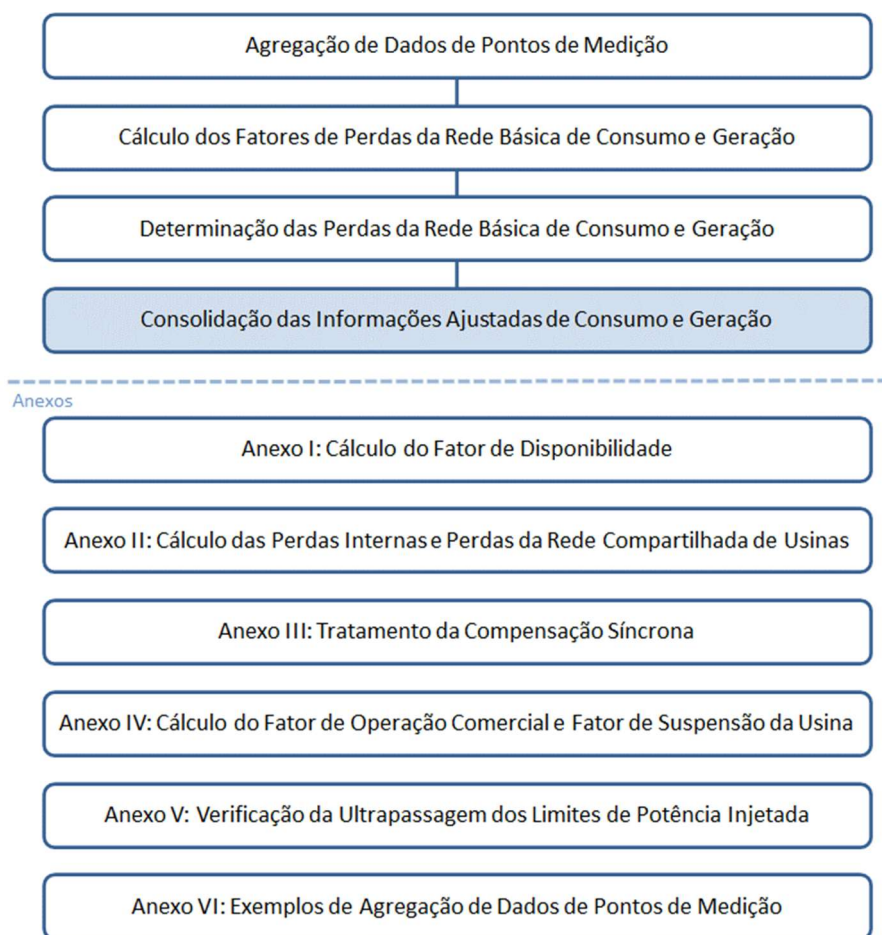 Agregação de Dados de Pontos de Medição
Cálculo dos Fatores de Perdas da Rede Básica de Consumo e Geração
Determinação das Perdas da Rede Básica de Consumo e Geração
Consolidação das Informações Ajustadas de Consumo e Geração
Anexos
Anexo I: Cálculo do Fator de Disponibilidade
Anexo II: Cálculo das Perdas Internas e Perdas da Rede Compartilhada de Usinas
Anexo III: Tratamento da Compensação Síncrona
Anexo IV: Cálculo do Fator de Operação Comercial e Fator de Suspensão da Usina
Anexo V: Verificação da Ultrapassagem dos Limites de Potência Injetada
Anexo VI: Exemplos de Agregação de Dados de Pontos de Medição